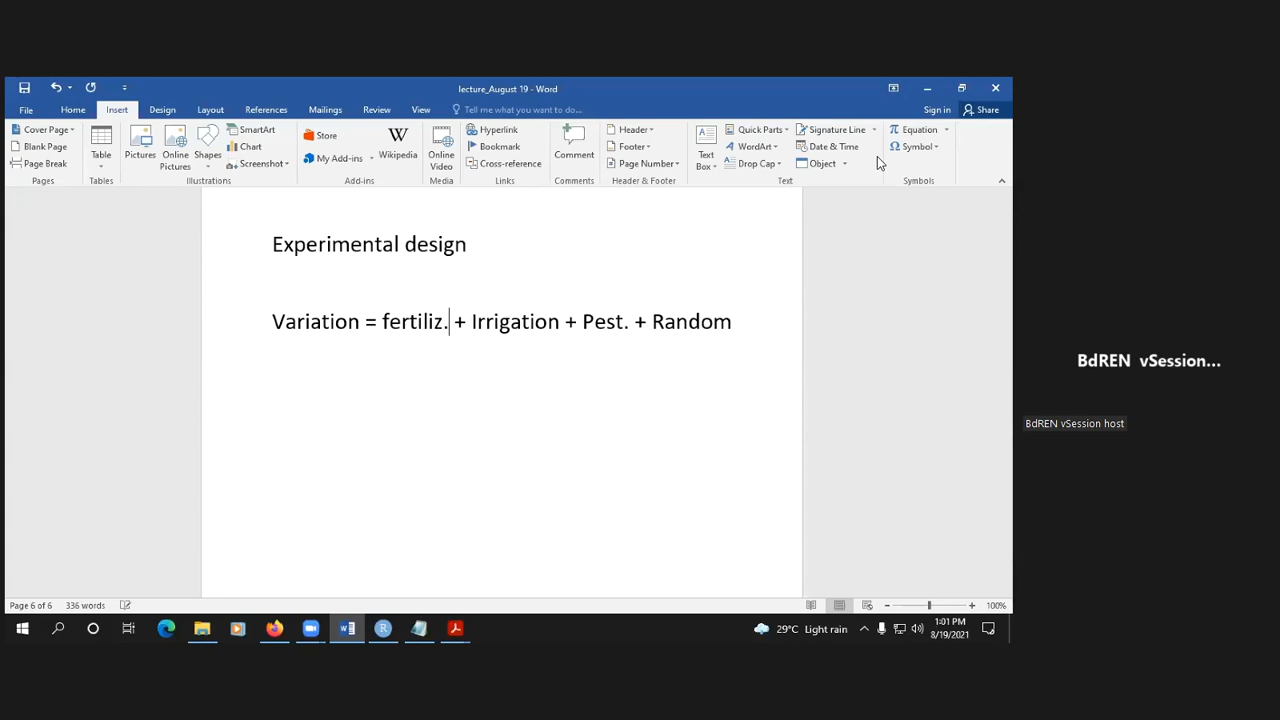 lecture_August 19 - Word
File Home Insert Design Layout References Mailings Review View Tell me what you want to do... Sign in Share
Cover Page
Blank Page
Page Break
Pages
Table
Tables
Pictures
Online Pictures
Shapes
SmartArt
Chart
Screenshot
Illustrations
Store
My Add-ins
W
Wikipedia
Add-ins
Online Video
Media
Hyperlink
Bookmark
Cross-reference
Links
Comment
Comments
Header
Footer
Page Number
Header & Footer
Text Box
Quick Parts
WordArt
Drop Cap
Signature Line
Date & Time
Object
Text
π Equation
Ω Symbol
Symbols
Experimental design
Variation = fertiliz. + Irrigation + Pest. + Random
BdREN vSession...
BdREN vSession host
Page 6 of 6 336 words 100%
29°C Light rain
1:01 PM
8/19/2021